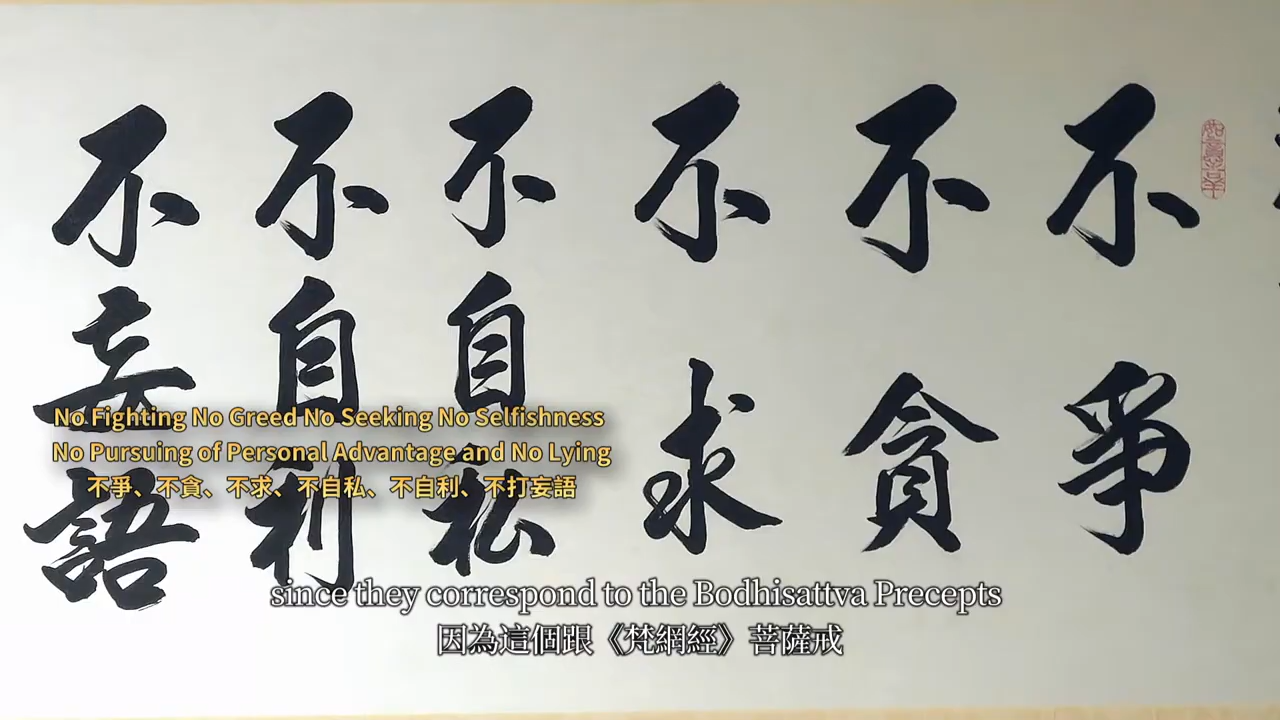 不爭
不貪
不求
不自私
不自利
不妄語
如意年
No Fighting No Greed No Seeking No Selfishness
No Pursuing of Personal Advantage and No Lying
不爭、不貪、不求、不自私、不自利、不打妄語
since they correspond to the Bodhisattva Precepts
因為這個跟《梵網經》菩薩戒